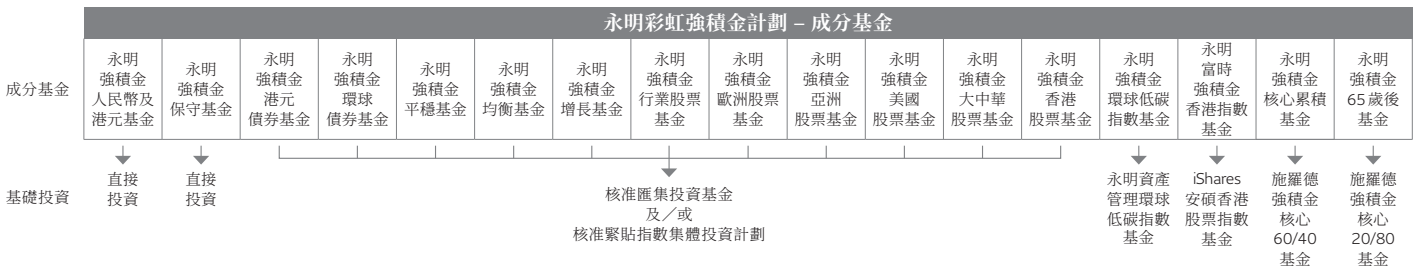 永明彩虹強積金計劃 – 成分基金
成分基金
永明
強積金
人民幣及
港元基金
永明
強積金
保守基金
永明
強積金
港元
債券基金
永明
強積金
環球
債券基金
永明
強積金
平穩基金
永明
強積金
均衡基金
永明
強積金
增長基金
永明
強積金
行業股票
基金
永明
強積金
歐洲股票
基金
永明
強積金
亞洲
股票基金
永明
強積金
美國
股票基金
永明
強積金
大中華
股票基金
永明
強積金
香港
股票基金
永明
強積金
環球低碳
指數基金
永明
富時
強積金
香港指數
基金
永明
強積金
核心累積
基金
永明
強積金
65歲後
基金
基礎投資
直接
投資
直接
投資
核准匯集投資基金
及／或
核准緊貼指數集體投資計劃
永明資產
管理環球
低碳指數
基金
iShares
安碩香港
股票指數
基金
施羅德
強積金
核心
60/40
基金
施羅德
強積金
核心
20/80
基金